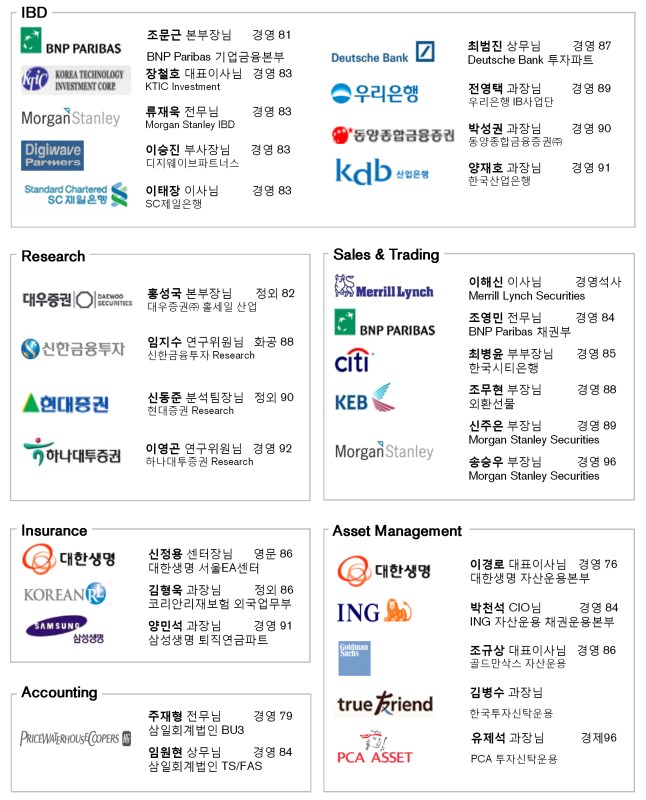 IBD
BNP PARIBAS
조문근 본부장님 경영 81
BNP Paribas 기업금융본부
KTIC KOREA TECHNOLOGY INVESTMENT CORP.
장철호 대표이사님 경영 83
KTIC Investment
Morgan Stanley
류재욱 전무님 경영 83
Morgan Stanley IBD
Digiwave Partners
이승진 부사장님 경영 83
디지웨이브파트너스
Standard Chartered
SC제일은행
이태장 이사님 경영 83
SC제일은행
Deutsche Bank
최범진 상무님 경영 87
Deutsche Bank 투자파트
우리은행
전영택 과장님 경영 89
우리은행 IB사업단
동양종합금융증권
박성권 과장님 경영 90
동양종합금융증권㈜
kdb 산업은행
양재호 과장님 경영 91
한국산업은행
Research
대우증권 DAEWOO SECURITIES
홍성국 본부장님 정외 82
대우증권㈜ 홀세일 산업
신한금융투자
임지수 연구위원님 화공 88
신한금융투자 Research
현대증권
신동준 분석팀장님 정외 90
현대증권 Research
하나대투증권
이영곤 연구위원님 경영 92
하나대투증권 Research
Sales & Trading
Merrill Lynch
이해신 이사님 경영석사
Merrill Lynch Securities
BNP PARIBAS
조영민 전무님 경영 84
BNP Paribas 채권부
citi
최병윤 부부장님 경영 85
한국시티은행
KEB
조무현 부장님 경영 88
외환선물
Morgan Stanley
신주은 부장님 경영 89
Morgan Stanley Securities
송승우 부장님 경영 96
Morgan Stanley Securities
Insurance
대한생명
신정용 센터장님 영문 86
대한생명 서울EA센터
KOREAN RE
김형욱 과장님 정외 86
코리안리재보험 외국업무부
SAMSUNG 삼성생명
양민석 과장님 경영 91
삼성생명 퇴직연금파트
Accounting
PRICEWATERHOUSECOOPERS
주재형 전무님 경영 79
삼일회계법인 BU3
임원현 상무님 경영 84
삼일회계법인 TS/FAS
Asset Management
대한생명
이경로 대표이사님 경영 76
대한생명 자산운용본부
ING
박천석 CIO님 경영 84
ING 자산운용 채권운용본부
Goldman Sachs
조규상 대표이사님 경영 86
골드만삭스 자산운용
true Friend
김병수 과장님
한국투자신탁운용
PCA ASSET
유제석 과장님 경제96
PCA 투자신탁운용